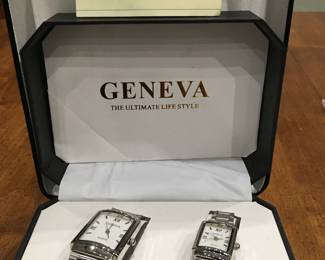 GENEVA
THE ULTIMATE LIFE STYLE